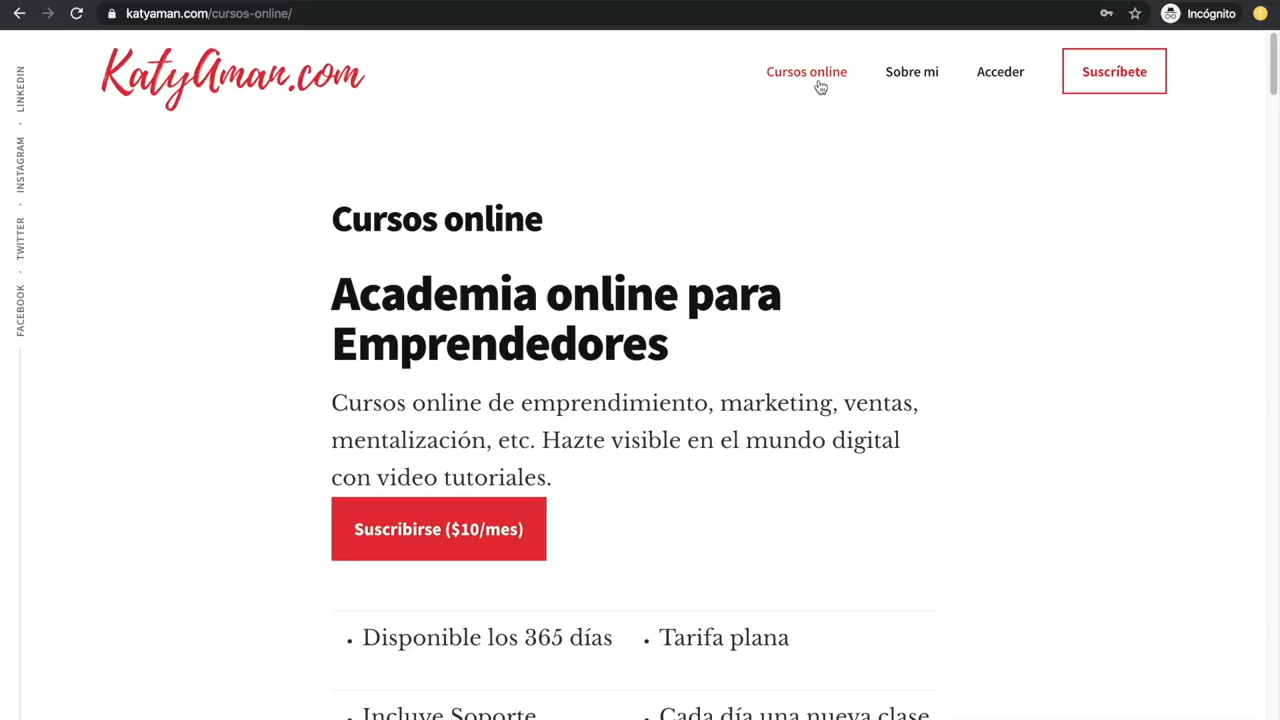 katyaman.com/cursos-online/
Incógnito
KatyAman.com
Cursos online
Sobre mi
Acceder
Suscríbete
FACEBOOK · TWITTER · INSTAGRAM · LINKEDIN
Cursos online
Academia online para
Emprendedores
Cursos online de emprendimiento, marketing, ventas,
mentalización, etc. Hazte visible en el mundo digital
con video tutoriales.
Suscribirse ($10/mes)
• Disponible los 365 días
• Tarifa plana
• Incluye Soporte
• Cada día una nueva clase